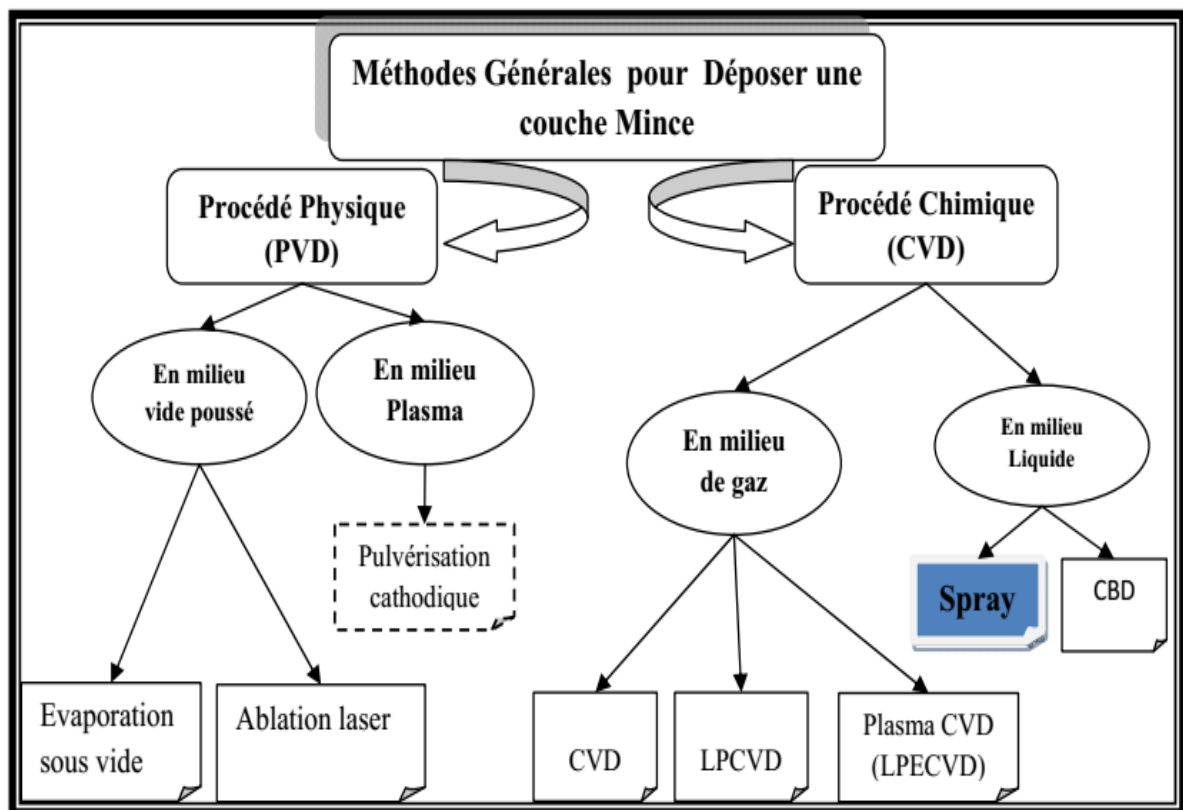 Méthodes Générales pour Déposer une
couche Mince
Procédé Physique
(PVD)
Procédé Chimique
(CVD)
En milieu
vide poussé
En milieu
Plasma
En milieu
de gaz
En milieu
Liquide
Pulvérisation
cathodique
Spray
CBD
Evaporation
sous vide
Ablation laser
CVD
LPCVD
Plasma CVD
(LPECVD)